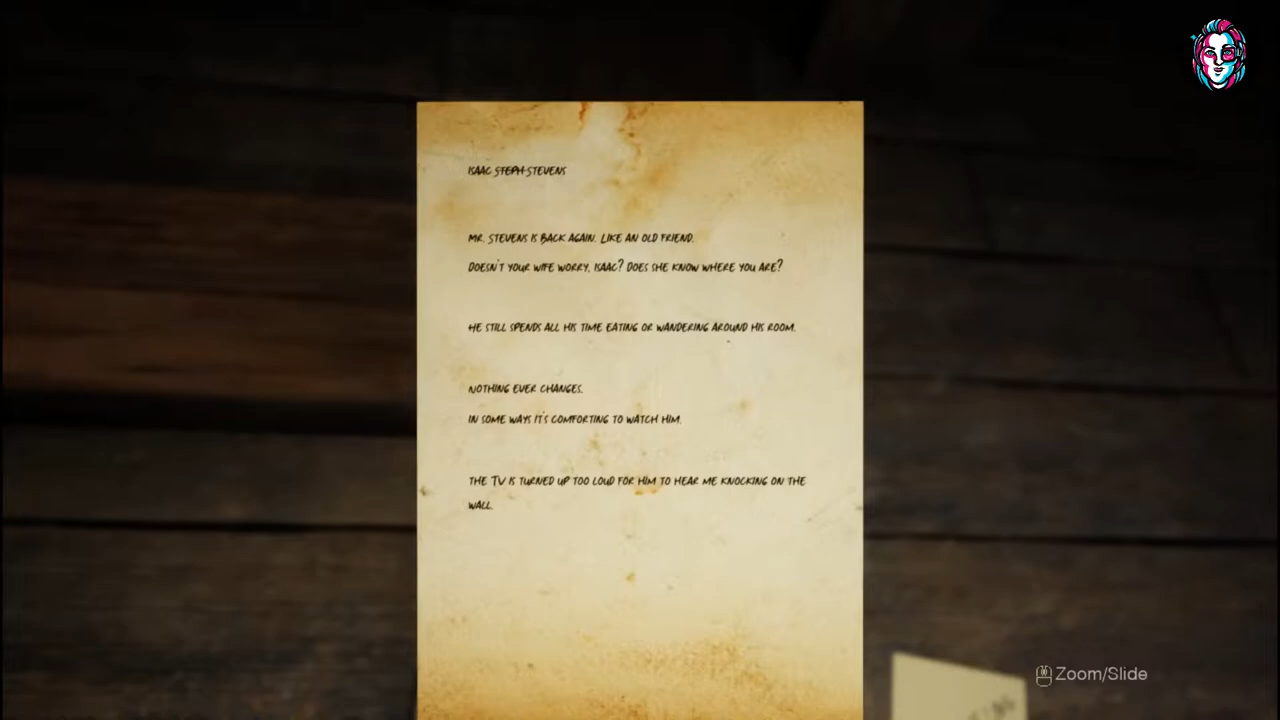 ISAAC STEPH STEVENS
MR. STEVENS IS BACK AGAIN. LIKE AN OLD FRIEND.
DOESN'T YOUR WIFE WORRY, ISAAC? DOES SHE KNOW WHERE YOU ARE?
HE STILL SPENDS ALL HIS TIME EATING OR WANDERING AROUND HIS ROOM.
NOTHING EVER CHANGES.
IN SOME WAYS IT'S COMFORTING TO WATCH HIM.
THE TV IS TURNED UP TOO LOUD FOR HIM TO HEAR ME KNOCKING ON THE
WALL.
Zoom/Slide